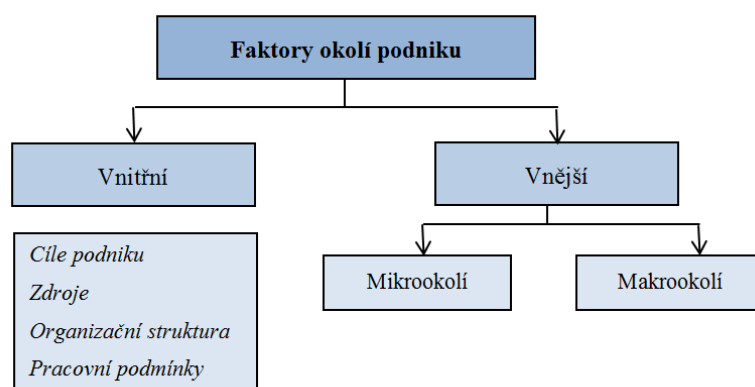 Faktory okolí podniku
Vnitřní
Vnější
Cíle podniku
Zdroje
Organizační struktura
Pracovní podmínky
Mikrookolí
Makrookolí